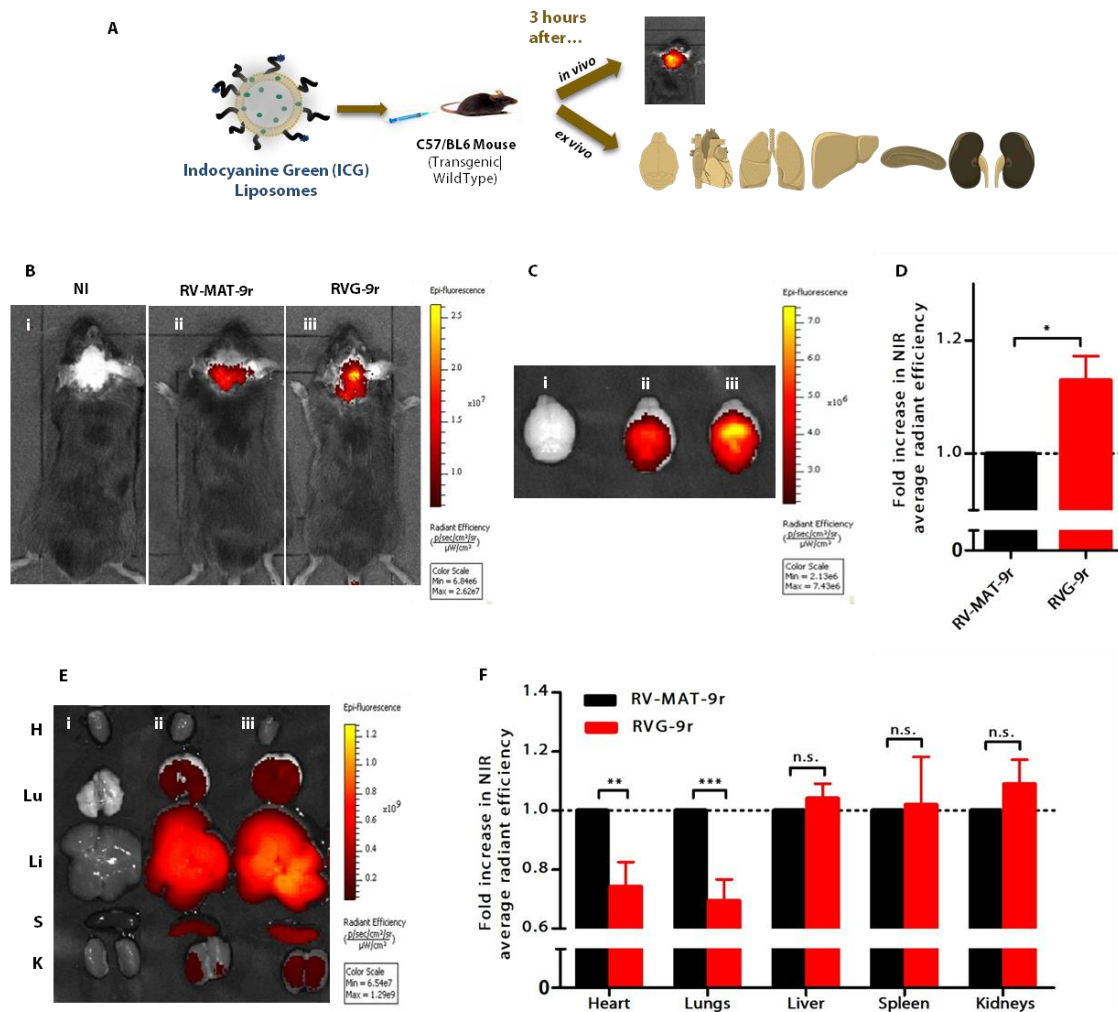 A
3 hours
after…
in vivo
ex vivo
Indocyanine Green (ICG)
Liposomes
C57/BL6 Mouse
(Transgenic|
WildType)
B
NI
RV-MAT-9r
RVG-9r
i
ii
iii
Epi-fluorescence
2.5
2.0
x10⁷
1.5
1.0
Radiant Efficiency
(p/sec/cm²/sr
µW/cm²)
Color Scale
Min = 6.84e6
Max = 2.62e7
C
i
ii
iii
Epi-fluorescence
7.0
6.0
5.0
x10⁶
4.0
3.0
Radiant Efficiency
(p/sec/cm²/sr
µW/cm²)
Color Scale
Min = 2.13e6
Max = 7.43e6
D
Fold increase in NIR
average radiant efficiency
1.2
1.0
0
*
RV-MAT-9r
RVG-9r
E
i
ii
iii
H
Lu
Li
S
K
Epi-fluorescence
1.2
1.0
0.8
x10⁹
0.6
0.4
0.2
Radiant Efficiency
(p/sec/cm²/sr
µW/cm²)
Color Scale
Min = 6.54e7
Max = 1.29e9
F
Fold increase in NIR
average radiant efficiency
1.4
1.2
1.0
0.8
0.6
0
RV-MAT-9r
RVG-9r
**
***
n.s.
n.s.
n.s.
Heart
Lungs
Liver
Spleen
Kidneys